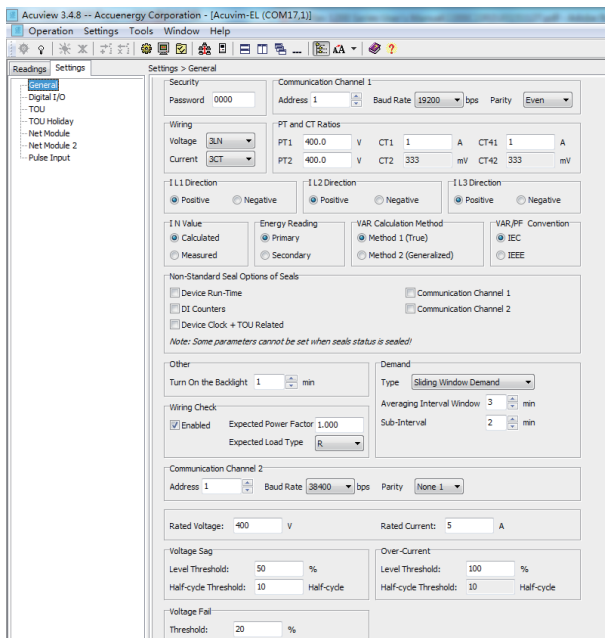 Acuview 3.4.8 -- Accuenergy Corporation - [Acuvim-EL (COM17,1)]
Operation Settings Tools Window Help
Readings Settings
Settings > General
General
Digital I/O
TOU
TOU Holiday
Net Module
Net Module 2
Pulse Input
Security
Password 0000
Communication Channel 1
Address 1 Baud Rate 19200 bps Parity Even
Wiring
Voltage 3LN
Current 3CT
PT and CT Ratios
PT1 400.0 V CT1 1 A CT41 1 A
PT2 400.0 V CT2 333 mV CT42 333 mV
I L1 Direction
Positive Negative
I L2 Direction
Positive Negative
I L3 Direction
Positive Negative
I N Value
Calculated
Measured
Energy Reading
Primary
Secondary
VAR Calculation Method
Method 1 (True)
Method 2 (Generalized)
VAR/PF Convention
IEC
IEEE
Non-Standard Seal Options of Seals
Device Run-Time Communication Channel 1
DI Counters Communication Channel 2
Device Clock + TOU Related
Note: Some parameters cannot be set when seals status is sealed!
Other
Turn On the Backlight 1 min
Demand
Type Sliding Window Demand
Averaging Interval Window 3 min
Sub-Interval 2 min
Wiring Check
Enabled Expected Power Factor 1.000
Expected Load Type R
Communication Channel 2
Address 1 Baud Rate 38400 bps Parity None 1
Rated Voltage: 400 V Rated Current: 5 A
Voltage Sag
Level Threshold: 50 %
Half-cycle Threshold: 10 Half-cycle
Over-Current
Level Threshold: 100 %
Half-cycle Threshold: 10 Half-cycle
Voltage Fail
Threshold: 20 %